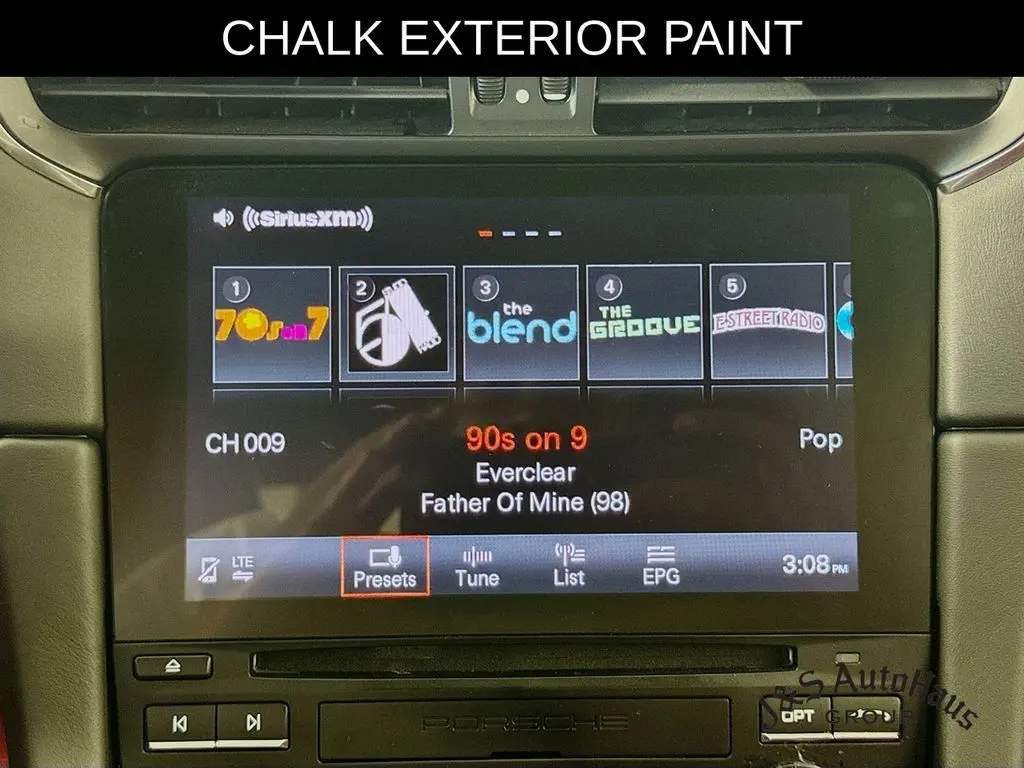 CHALK EXTERIOR PAINT
((SiriusXM))
1 2 3 4 5
70s on 7
the blend
THE GROOVE
E STREET RADIO
CH 009 90s on 9 Pop
Everclear
Father Of Mine (98)
LTE
Presets Tune List EPG 3:08 PM
PORSCHE
OPT
S&S AutoHaus
GROUP